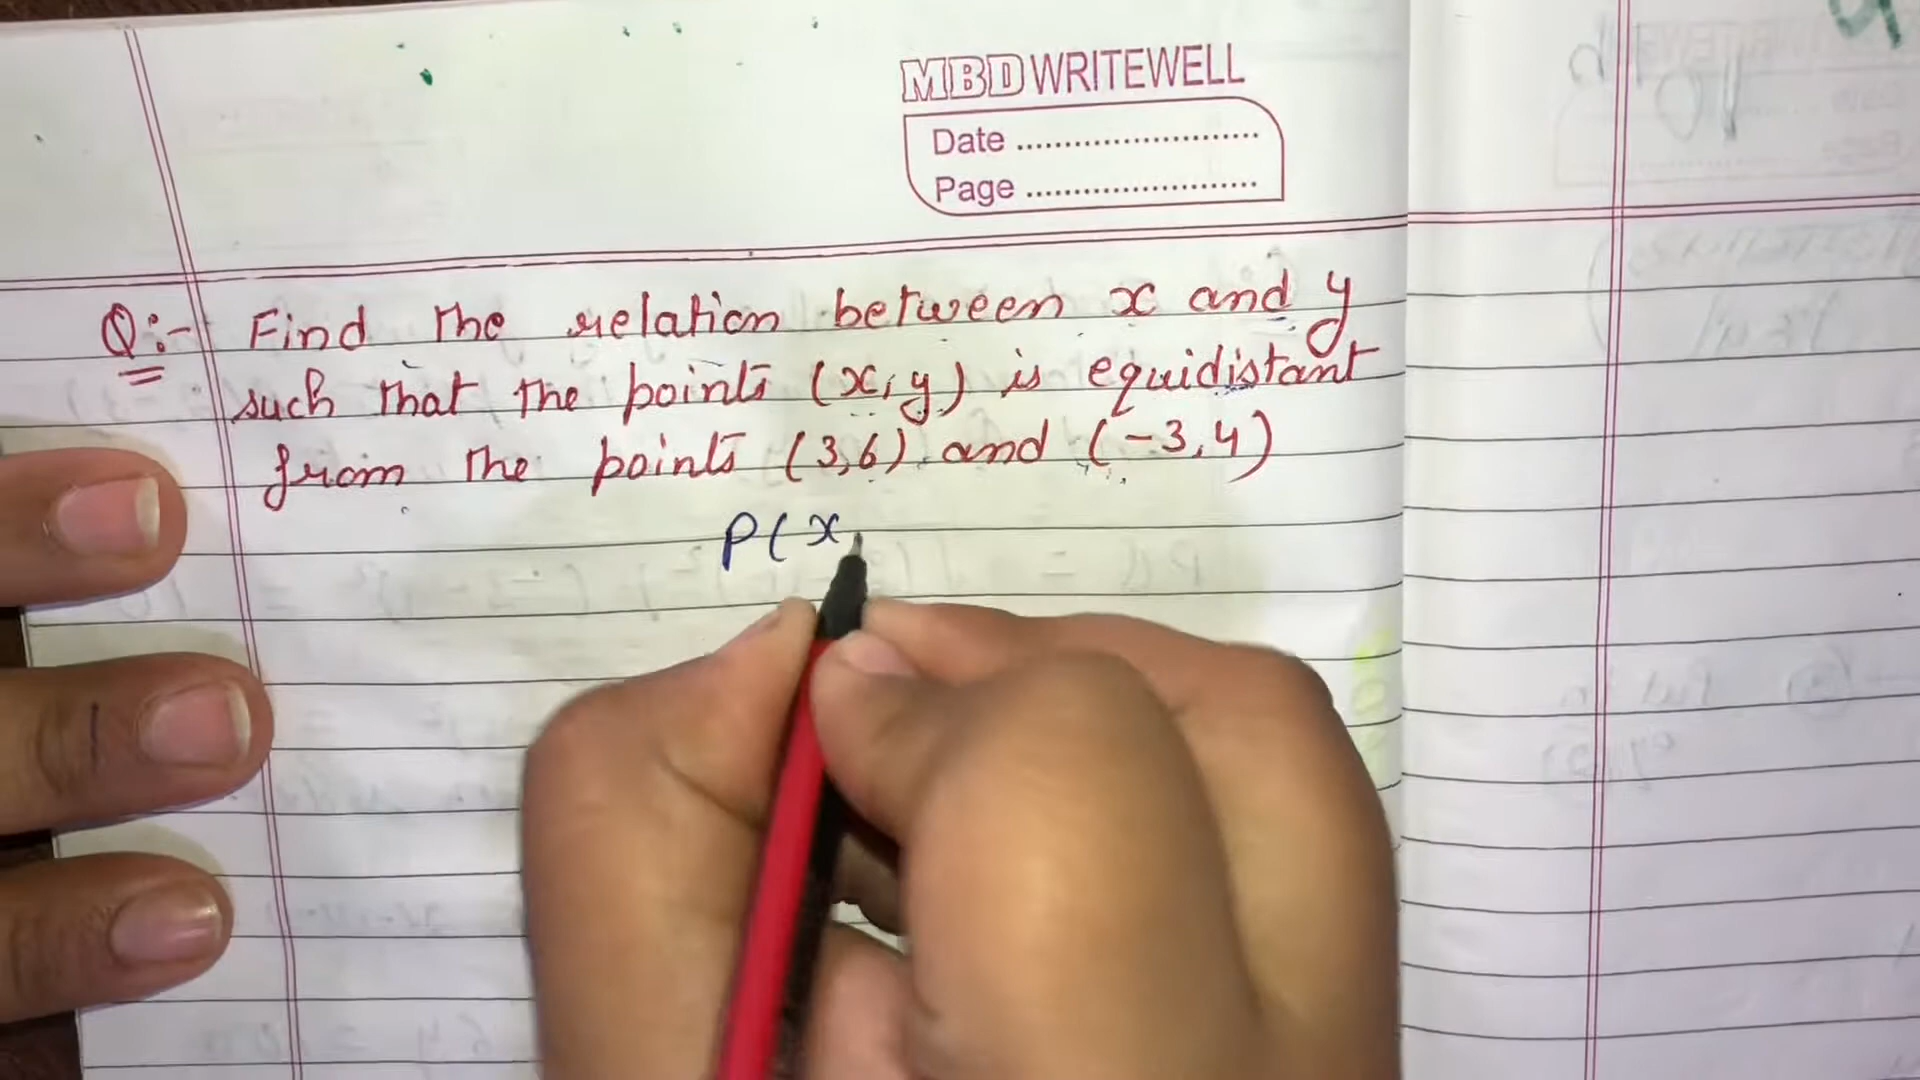 MBD WRITEWELL
Date ........................
Page ........................
Q:- Find the relation between x and y
such that the points (x,y) is equidistant
from the points (3,6) and (-3,4)
P(x,